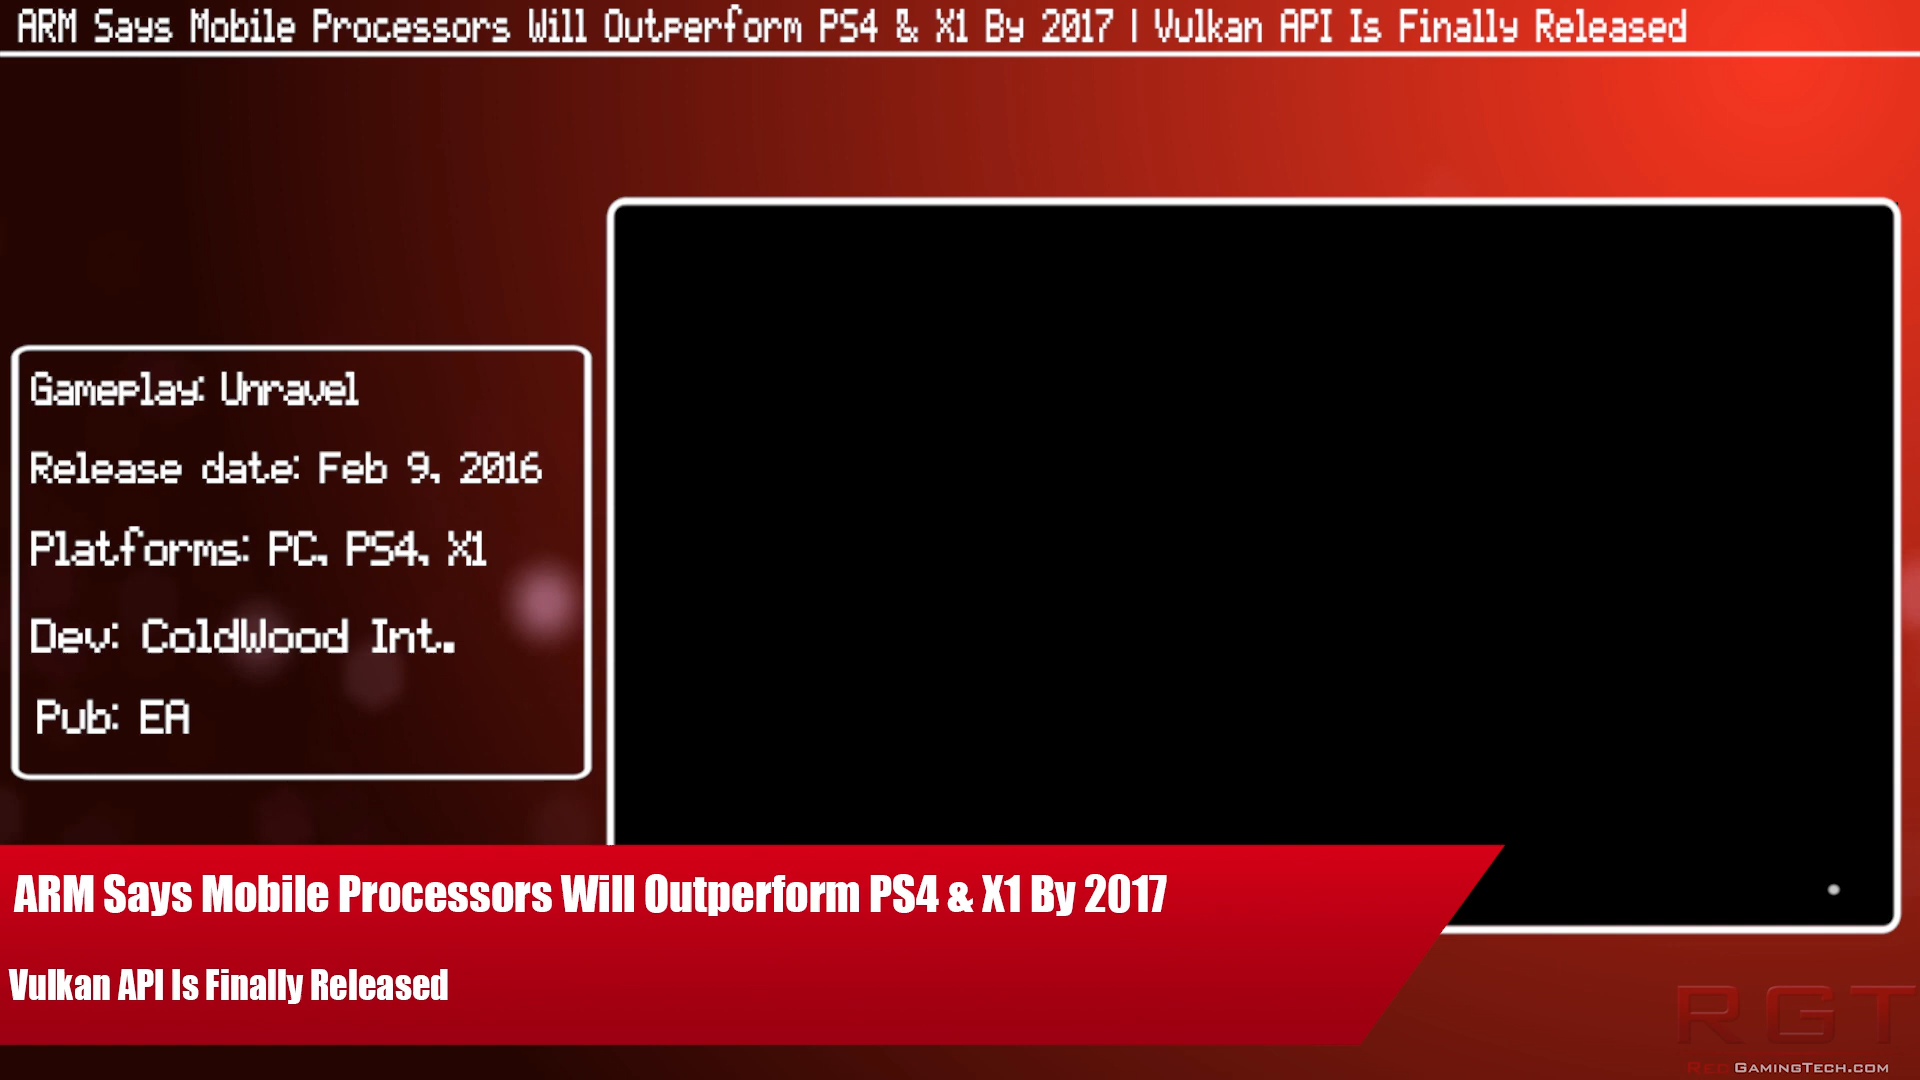 ARM Says Mobile Processors Will Outperform PS4 & X1 By 2017 | Vulkan API Is Finally Released
Gameplay: Unravel
Release date: Feb 9, 2016
Platforms: PC, PS4, X1
Dev: ColdWood Int.
Pub: EA
ARM Says Mobile Processors Will Outperform PS4 & X1 By 2017
Vulkan API Is Finally Released
RGT
RedGamingTech.com